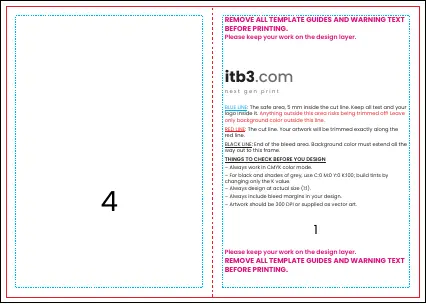 REMOVE ALL TEMPLATE GUIDES AND WARNING TEXT
BEFORE PRINTING.
Please keep your work on the design layer.
itb3.com
next gen print
BLUE LINE: The safe area, 5 mm inside the cut line. Keep all text and your
logo inside it. Anything outside this area risks being trimmed off! Leave
only background color outside this line.
RED LINE: The cut line. Your artwork will be trimmed exactly along the
red line.
BLACK LINE: End of the bleed area. Background color must extend all the
way out to this frame.
THINGS TO CHECK BEFORE YOU DESIGN
– Always work in CMYK color mode.
– For black and shades of grey, use C:0 M:0 Y:0 K:100; build tints by
changing only the K value.
– Always design at actual size (1:1).
– Always include bleed margins in your design.
– Artwork should be 300 DPI or supplied as vector art.
4
1
Please keep your work on the design layer.
REMOVE ALL TEMPLATE GUIDES AND WARNING TEXT
BEFORE PRINTING.